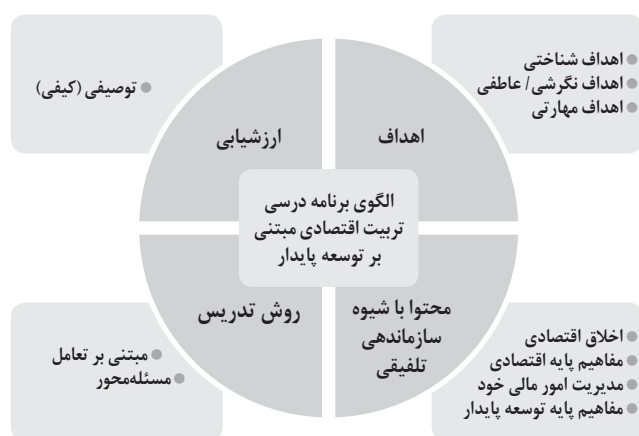 اهداف شناختی
اهداف نگرشی/ عاطفی
اهداف مهارتی
توصیفی (کیفی)
اهداف
ارزشیابی
الگوی برنامه درسی
تربیت اقتصادی مبتنی
بر توسعه پایدار
محتوا با شیوه
سازماندهی
تلفیقی
روش تدریس
اخلاق اقتصادی
مفاهیم پایه اقتصادی
مدیریت امور مالی خود
مفاهیم پایه توسعه پایدار
مبتنی بر تعامل
مسئله‌محور